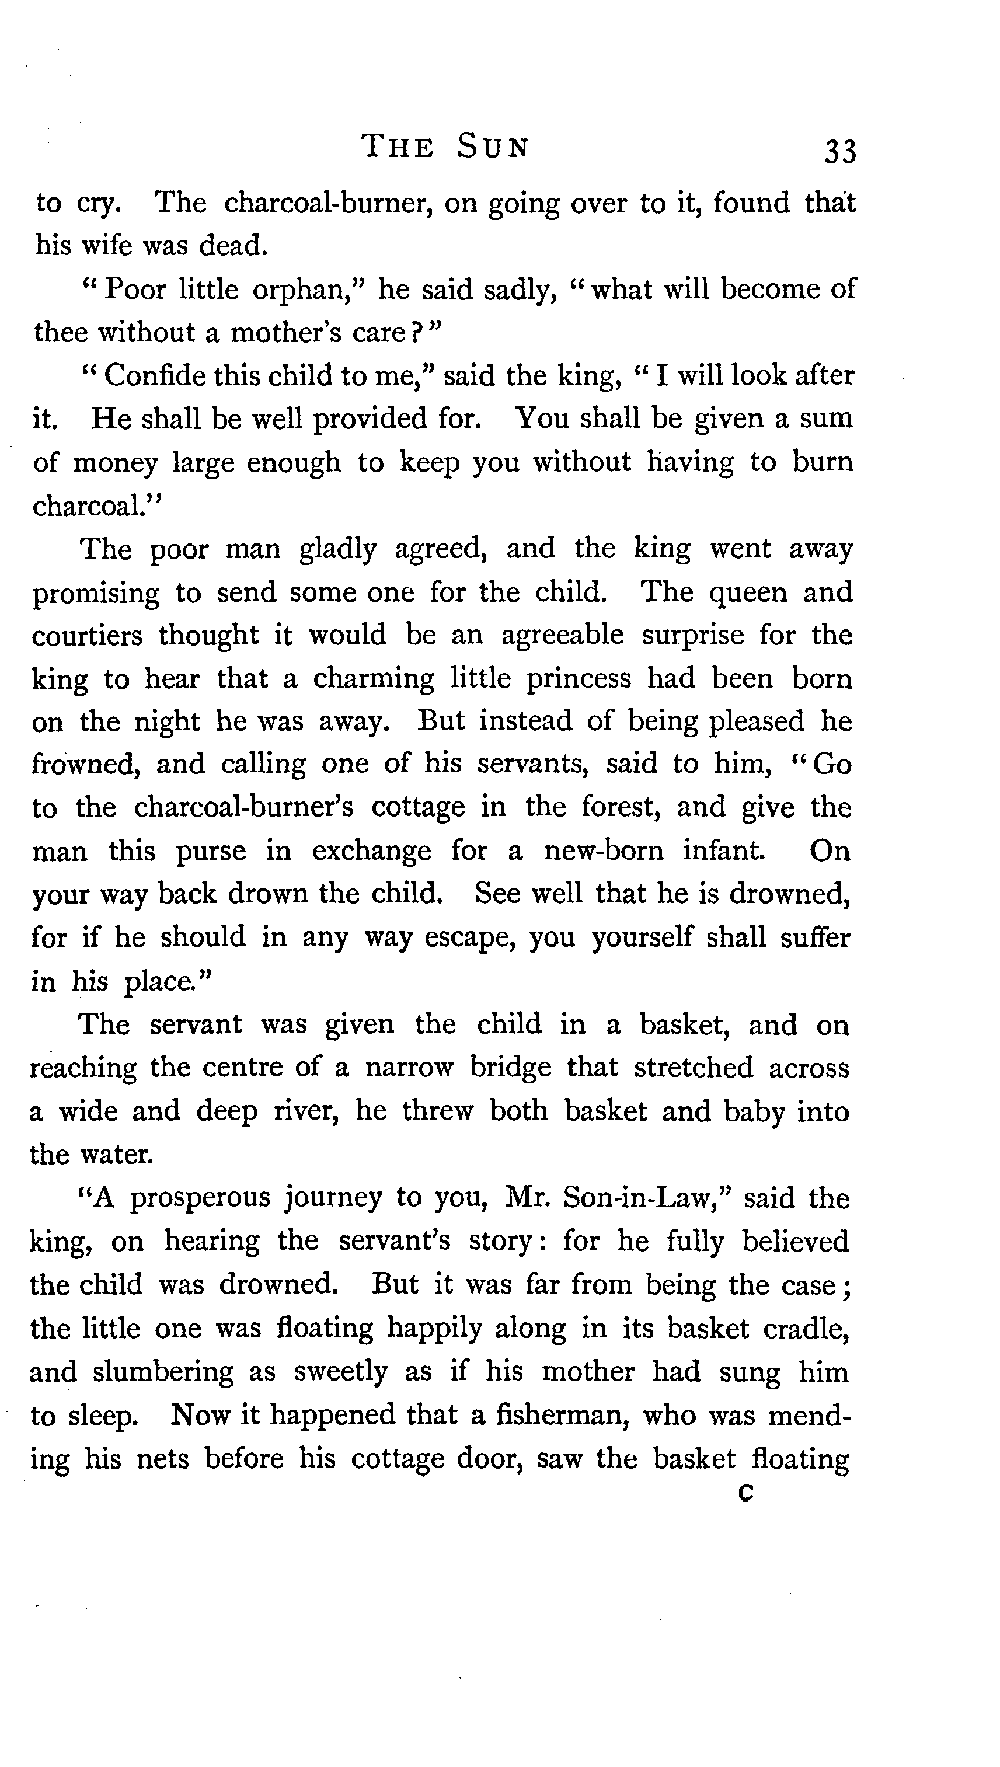 THE SUN 33
to cry. The charcoal-burner, on going over to it, found that
his wife was dead.
“Poor little orphan,” he said sadly, “what will become of
thee without a mother's care?”
“Confide this child to me,” said the king, “I will look after
it. He shall be well provided for. You shall be given a sum
of money large enough to keep you without having to burn
charcoal.”
The poor man gladly agreed, and the king went away
promising to send some one for the child. The queen and
courtiers thought it would be an agreeable surprise for the
king to hear that a charming little princess had been born
on the night he was away. But instead of being pleased he
frowned, and calling one of his servants, said to him, “Go
to the charcoal-burner's cottage in the forest, and give the
man this purse in exchange for a new-born infant. On
your way back drown the child. See well that he is drowned,
for if he should in any way escape, you yourself shall suffer
in his place.”
The servant was given the child in a basket, and on
reaching the centre of a narrow bridge that stretched across
a wide and deep river, he threw both basket and baby into
the water.
“A prosperous journey to you, Mr. Son-in-Law,” said the
king, on hearing the servant's story: for he fully believed
the child was drowned. But it was far from being the case;
the little one was floating happily along in its basket cradle,
and slumbering as sweetly as if his mother had sung him
to sleep. Now it happened that a fisherman, who was mend-
ing his nets before his cottage door, saw the basket floating
C